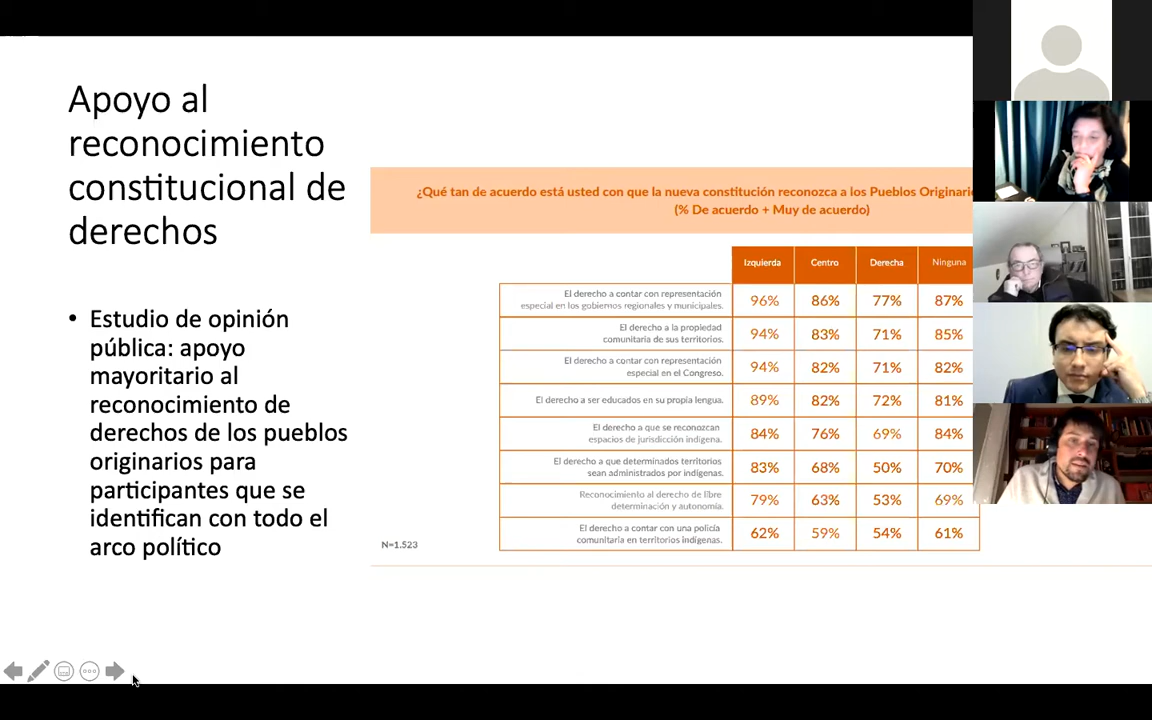 Apoyo al
reconocimiento
constitucional de
derechos
• Estudio de opinión
pública: apoyo
mayoritario al
reconocimiento de
derechos de los pueblos
originarios para
participantes que se
identifican con todo el
arco político
¿Qué tan de acuerdo está usted con que la nueva constitución reconozca a los Pueblos
(% De acuerdo + Muy de acuerdo)
Izquierda Centro Derecha Ninguna
El derecho a contar con representación
especial en los gobiernos regionales y municipales.
96% 86% 77% 87%
El derecho a la propiedad
comunitaria de sus territorios.
94% 83% 71% 85%
El derecho a contar con representación
especial en el Congreso.
94% 82% 71% 82%
El derecho a ser educados en su propia lengua.
89% 82% 72% 81%
El derecho a que se reconozcan
espacios de jurisdicción indígena.
84% 76% 69% 84%
El derecho a que determinados territorios
sean administrados por indígenas.
83% 68% 50% 70%
Reconocimiento al derecho de libre
determinación y autonomía.
79% 63% 53% 69%
El derecho a contar con una policía
comunitaria en territorios indígenas.
62% 59% 54% 61%
N=1.523